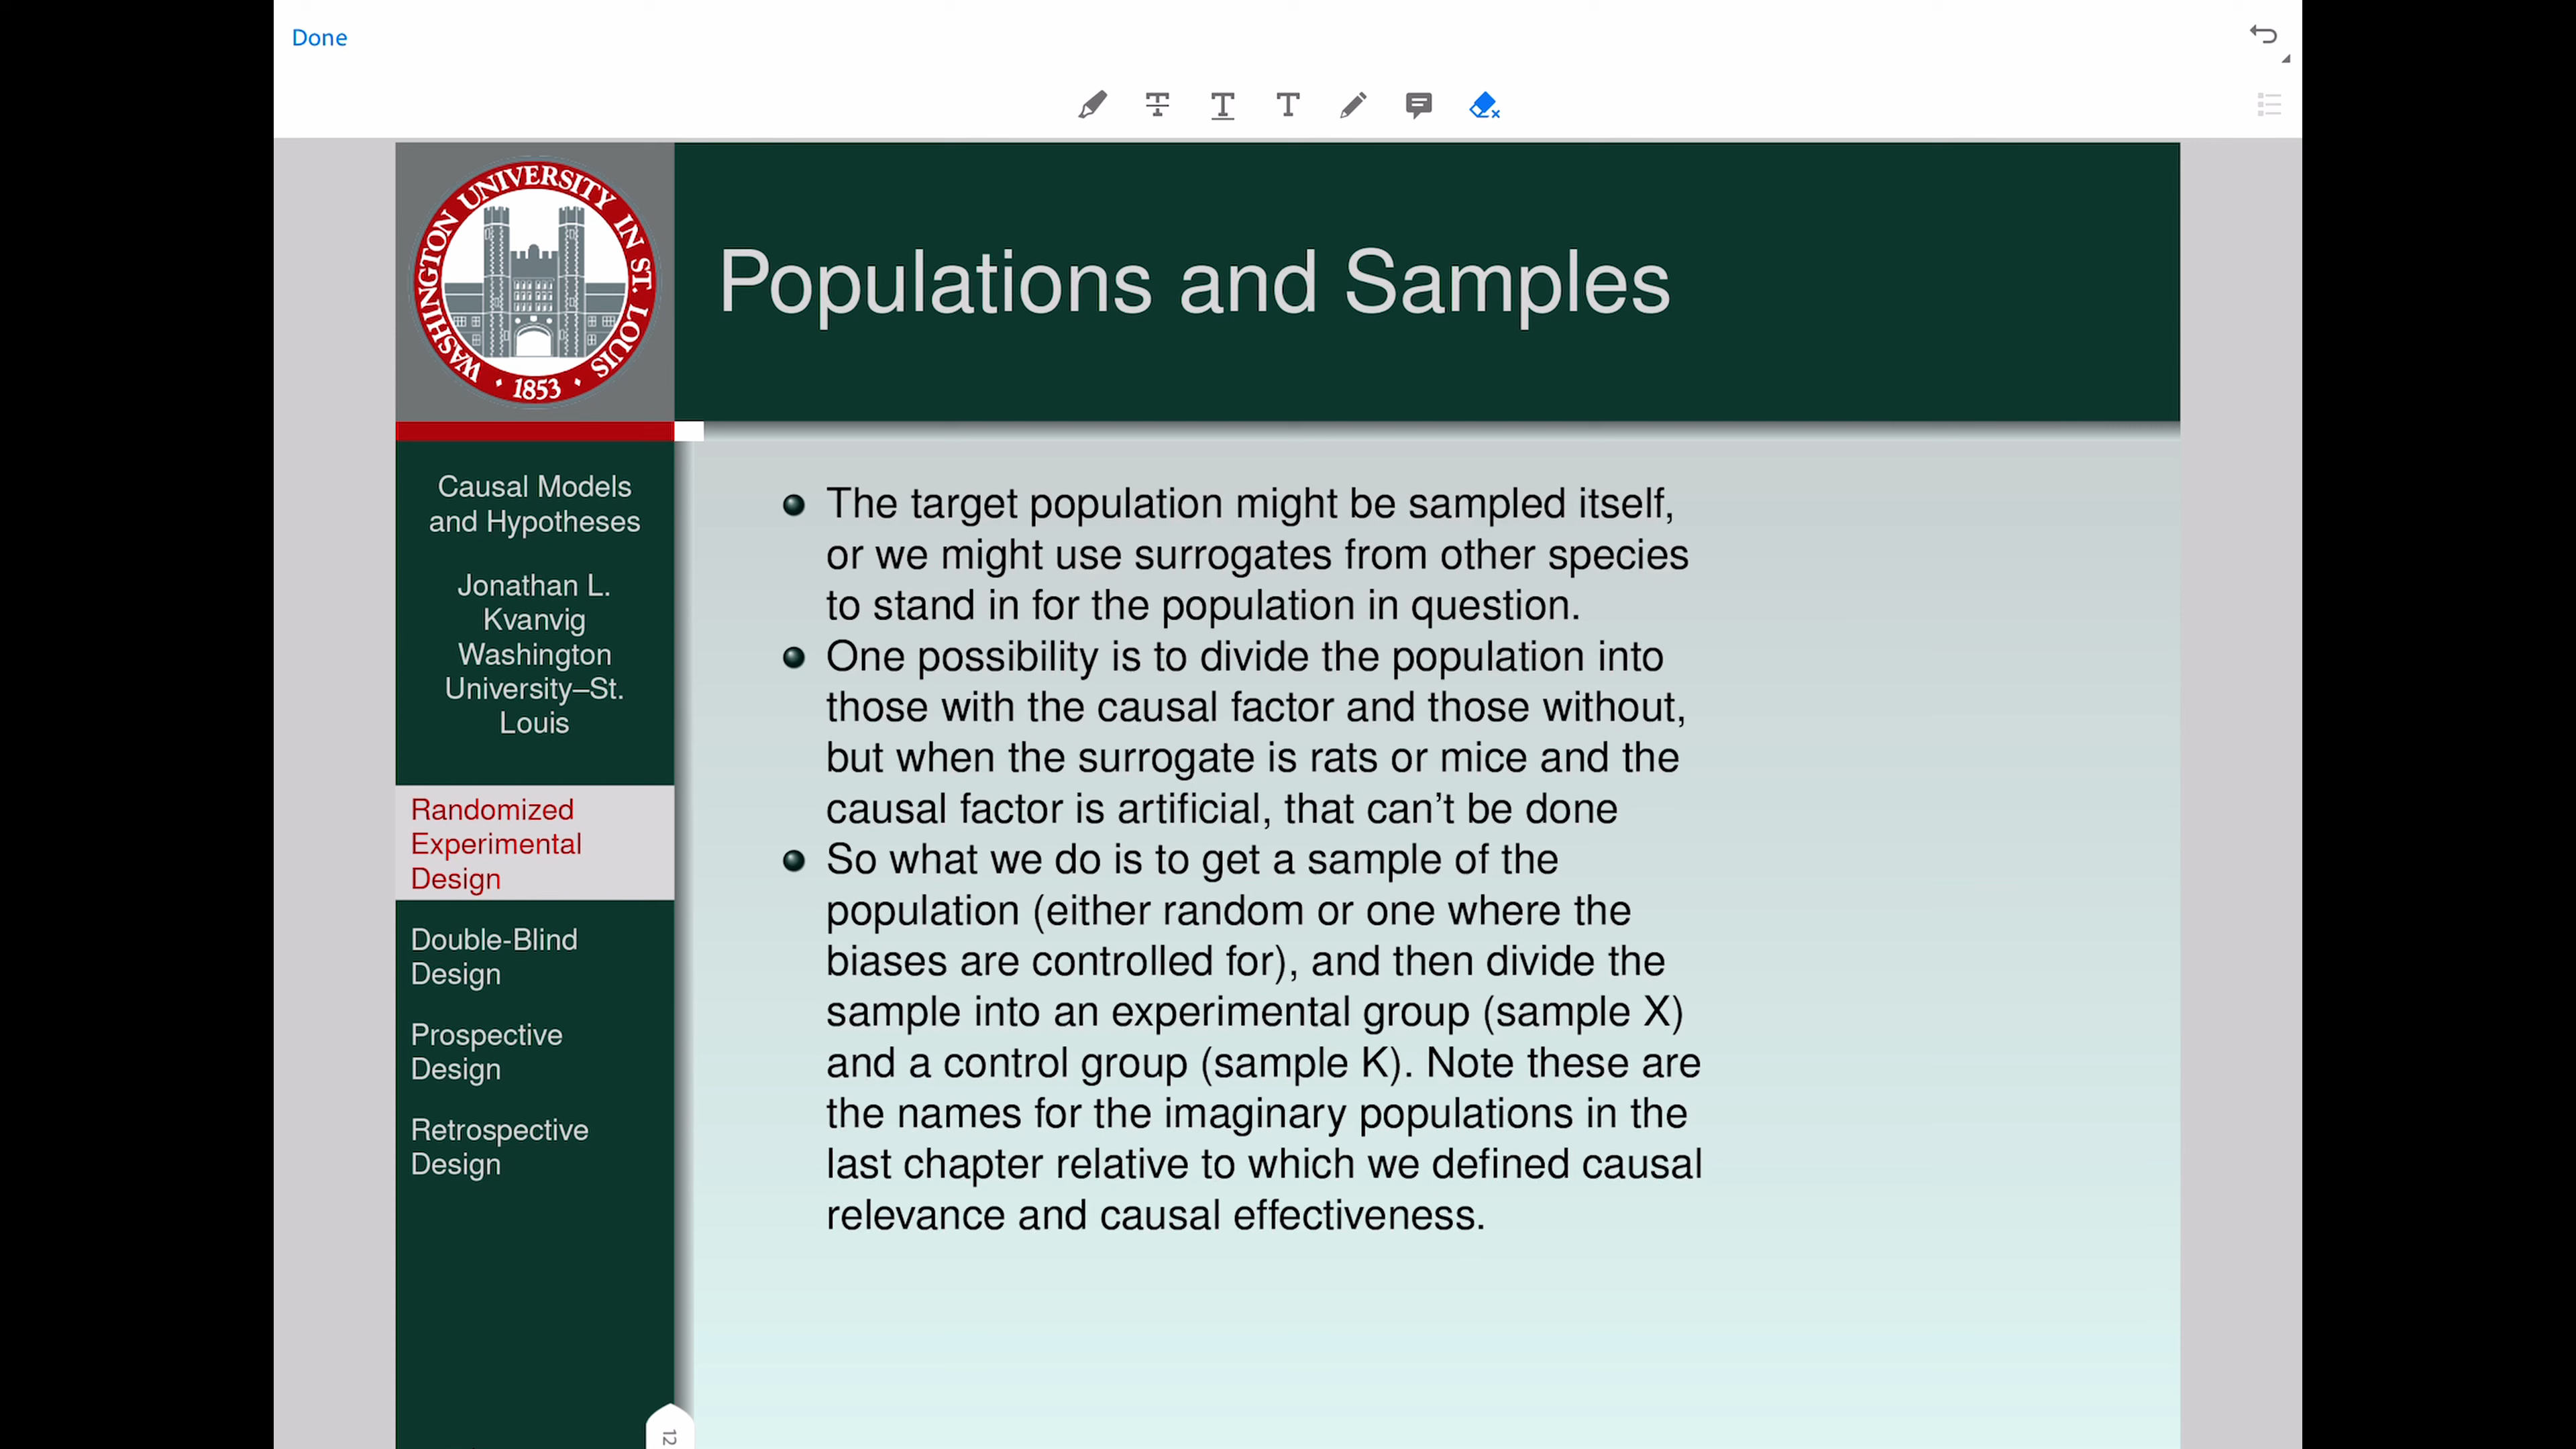 Done
WASHINGTON UNIVERSITY IN ST. LOUIS
1853
Populations and Samples
Causal Models
and Hypotheses
Jonathan L.
Kvanvig
Washington
University–St.
Louis
Randomized
Experimental
Design
Double-Blind
Design
Prospective
Design
Retrospective
Design
The target population might be sampled itself,
or we might use surrogates from other species
to stand in for the population in question.
One possibility is to divide the population into
those with the causal factor and those without,
but when the surrogate is rats or mice and the
causal factor is artificial, that can't be done
So what we do is to get a sample of the
population (either random or one where the
biases are controlled for), and then divide the
sample into an experimental group (sample X)
and a control group (sample K). Note these are
the names for the imaginary populations in the
last chapter relative to which we defined causal
relevance and causal effectiveness.
12